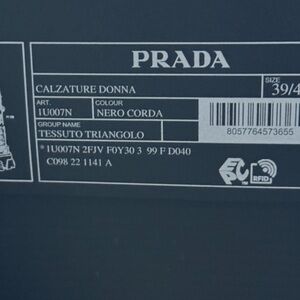 PRADA
CALZATURE DONNA
SIZE
39/4
ART.
COLOUR
1U007N
NERO CORDA
GROUP NAME
TESSUTO TRIANGOLO
8057764573655
*1U007N 2FJV F0Y30 3 99 F D040
C098 22 1141 A
RFID